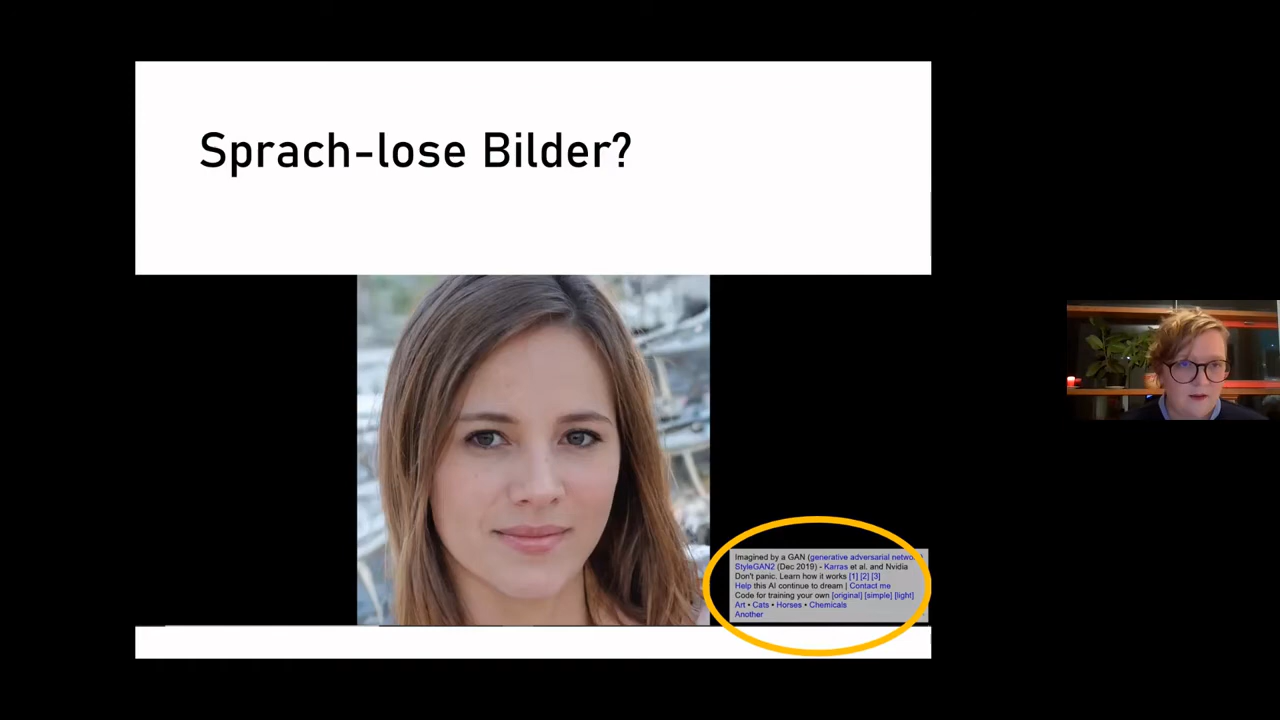 Sprach-lose Bilder?
Imagined by a GAN (generative adversarial network)
StyleGAN2 (Dec 2019) - Karras et al. and Nvidia
Don't panic. Learn how it works [1] [2] [3]
Help this AI continue to dream | Contact me
Code for training your own [original] [simple] [light]
Art • Cats • Horses • Chemicals
Another